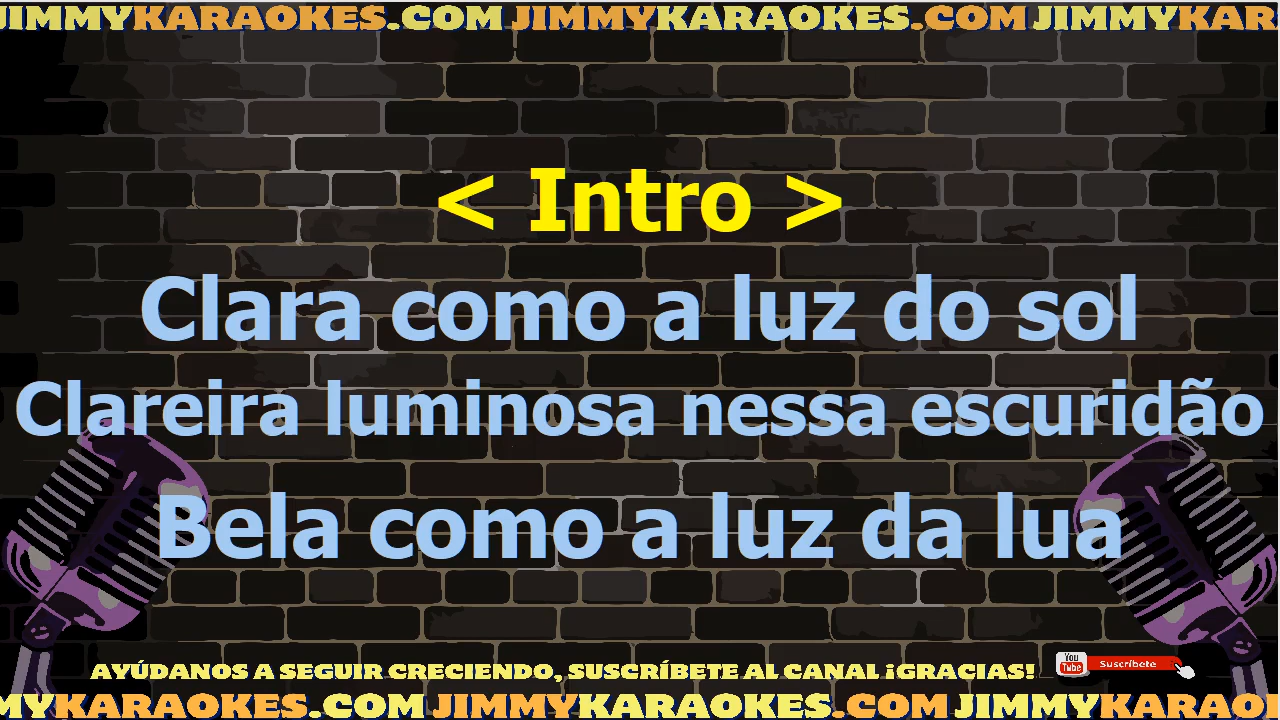 JIMMYKARAOKES.COM JIMMYKARAOKES.COM JIMMYKAR
< Intro >
Clara como a luz do sol
Clareira luminosa nessa escuridão
Bela como a luz da lua
AYÚDANOS A SEGUIR CRECIENDO, SUSCRÍBETE AL CANAL ¡GRACIAS!
You Tube Suscríbete
MYKARAOKES.COM JIMMYKARAOKES.COM JIMMYKARAO